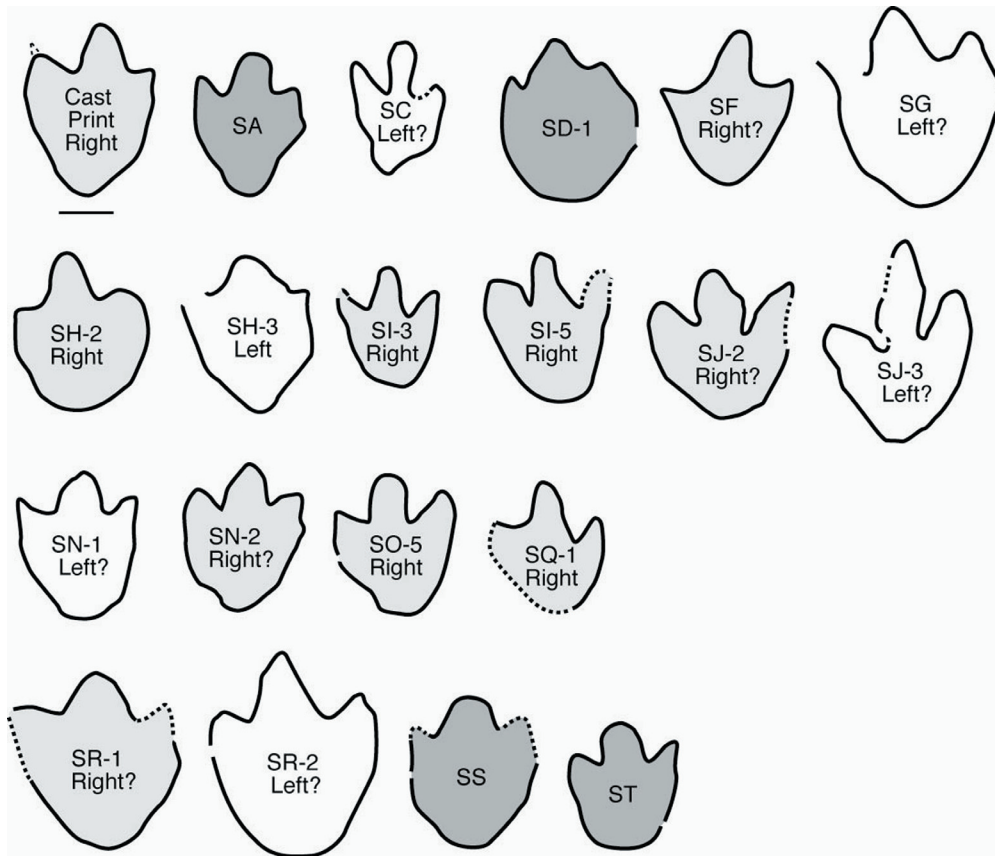 Cast
Print
Right
SA
SC
Left?
SD-1
SF
Right?
SG
Left?
SH-2
Right
SH-3
Left
SI-3
Right
SI-5
Right
SJ-2
Right?
SJ-3
Left?
SN-1
Left?
SN-2
Right?
SO-5
Right
SQ-1
Right
SR-1
Right?
SR-2
Left?
SS
ST